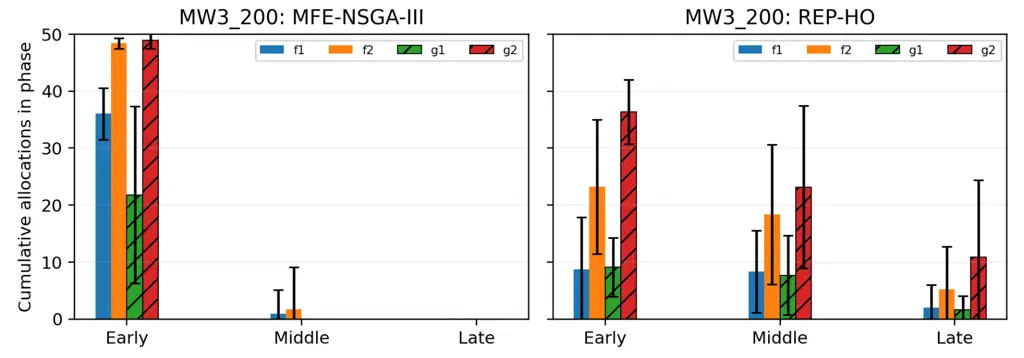 MW3_200: MFE-NSGA-III
MW3_200: REP-HO
Cumulative allocations in phase
50
40
30
20
10
0
f1 f2 g1 g2
Early Middle Late
f1 f2 g1 g2
Early Middle Late